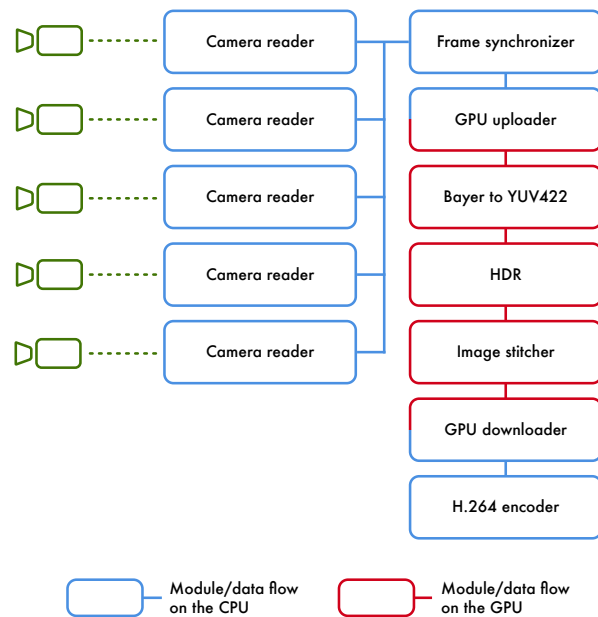 Camera reader
Frame synchronizer
Camera reader
GPU uploader
Camera reader
Bayer to YUV422
Camera reader
HDR
Camera reader
Image stitcher
GPU downloader
H.264 encoder
Module/data flow
on the CPU
Module/data flow
on the GPU